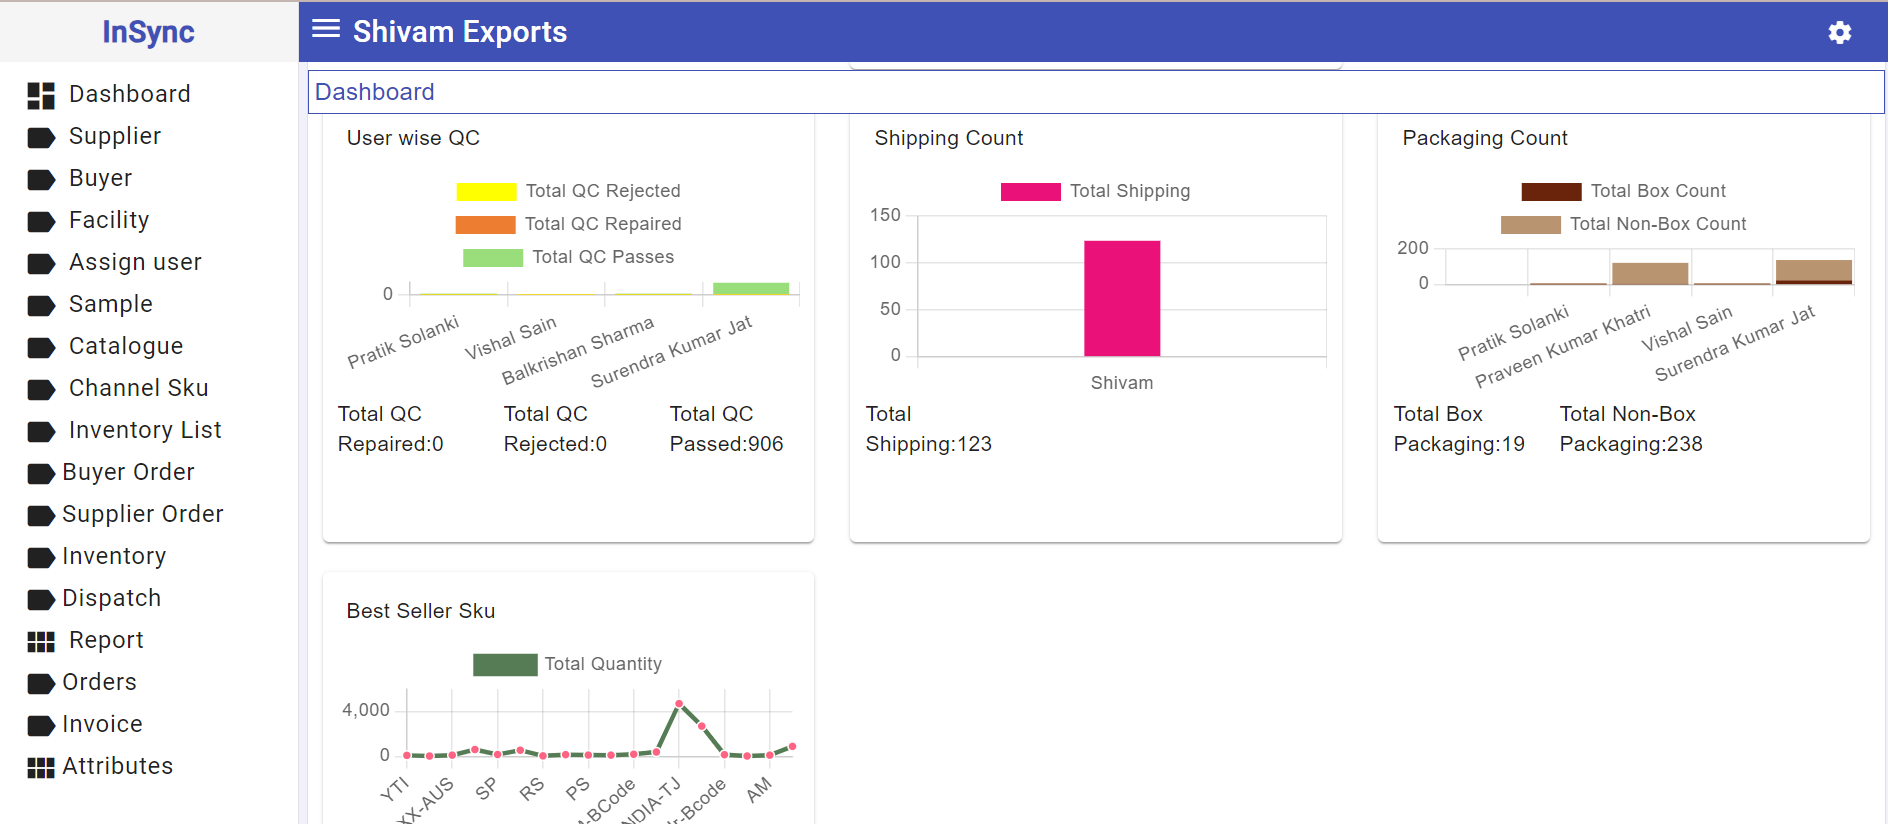 InSync
Shivam Exports
Dashboard
Supplier
Buyer
Facility
Assign user
Sample
Catalogue
Channel Sku
Inventory List
Buyer Order
Supplier Order
Inventory
Dispatch
Report
Orders
Invoice
Attributes
Dashboard
User wise QC
Total QC Rejected
Total QC Repaired
Total QC Passes
0
Pratik Solanki
Vishal Sain
Balkrishan Sharma
Surendra Kumar Jat
Total QC
Repaired:0
Total QC
Rejected:0
Total QC
Passed:906
Shipping Count
Total Shipping
150
100
50
0
Shivam
Total
Shipping:123
Packaging Count
Total Box Count
Total Non-Box Count
200
0
Pratik Solanki
Praveen Kumar Khatri
Vishal Sain
Surendra Kumar Jat
Total Box
Packaging:19
Total Non-Box
Packaging:238
Best Seller Sku
Total Quantity
4,000
0
YTI
XX-AUS
SP
RS
PS
-BCode
NDIA-TJ
r-Bcode
AM